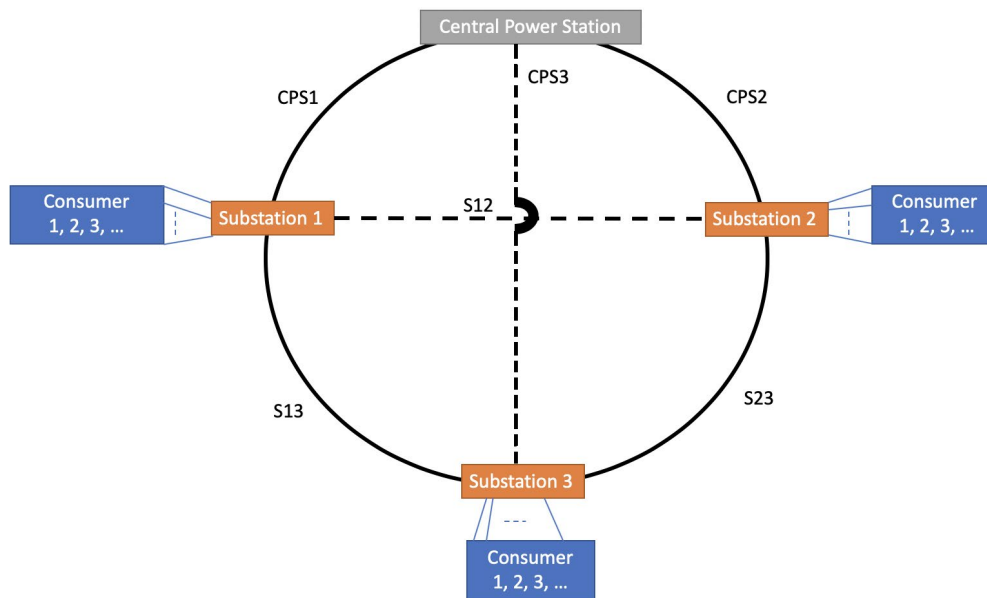 Central Power Station
CPS3
CPS1
CPS2
Consumer
1, 2, 3, ...
Substation 1
S12
Substation 2
Consumer
1, 2, 3, ...
S13
S23
Substation 3
Consumer
1, 2, 3, ...